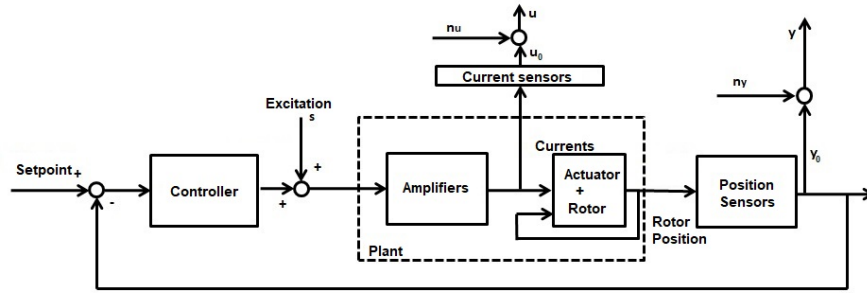 u
nu
u0
y
Current sensors
ny
Excitation
s
+
Currents
y0
Setpoint +
-
Controller
+
Amplifiers
Actuator
+
Rotor
Position
Sensors
Rotor
Position
Plant